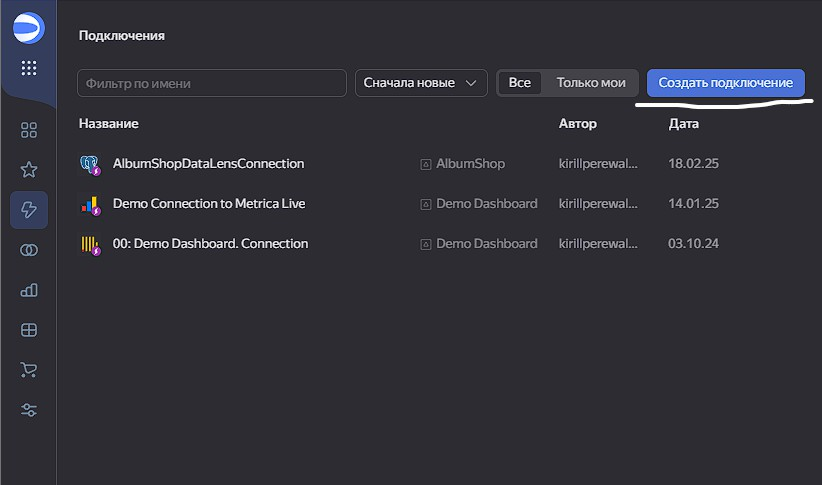 Подключения
Фильтр по имени Сначала новые Все Только мои Создать подключение
Название Автор Дата
AlbumShopDataLensConnection AlbumShop kirillperewal... 18.02.25
Demo Connection to Metrica Live Demo Dashboard kirillperewal... 14.01.25
00: Demo Dashboard. Connection Demo Dashboard kirillperewal... 03.10.24